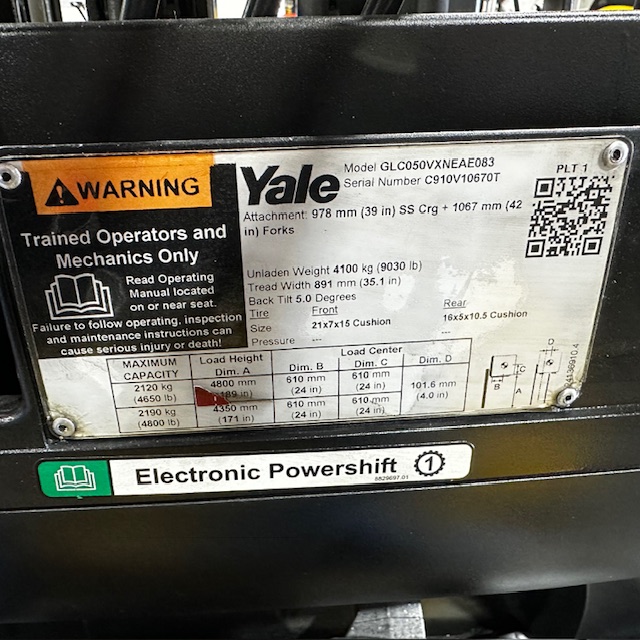 WARNING
Trained Operators and
Mechanics Only
Read Operating
Manual located
on or near seat.
Failure to follow operating, inspection
and maintenance instructions can
cause serious injury or death!
Yale
Model GLC050VXNEAE083
Serial Number C910V10670T
PLT 1
Attachment: 978 mm (39 in) SS Crg + 1067 mm (42
in) Forks
Unladen Weight 4100 kg (9030 lb)
Tread Width 891 mm (35.1 in)
Back Tilt 5.0 Degrees
Tire Front Rear
Size 21x7x15 Cushion 16x5x10.5 Cushion
Pressure --- ---
MAXIMUM CAPACITY Load Height Dim. A Load Center Dim. B Dim. C Dim. D
2120 kg (4650 lb) 4800 mm (189 in) 610 mm (24 in) 610 mm (24 in) 101.6 mm (4.0 in)
2190 kg (4800 lb) 4350 mm (171 in) 610 mm (24 in) 610 mm (24 in)
D
C
B
A
Electronic Powershift 1
8829697.01